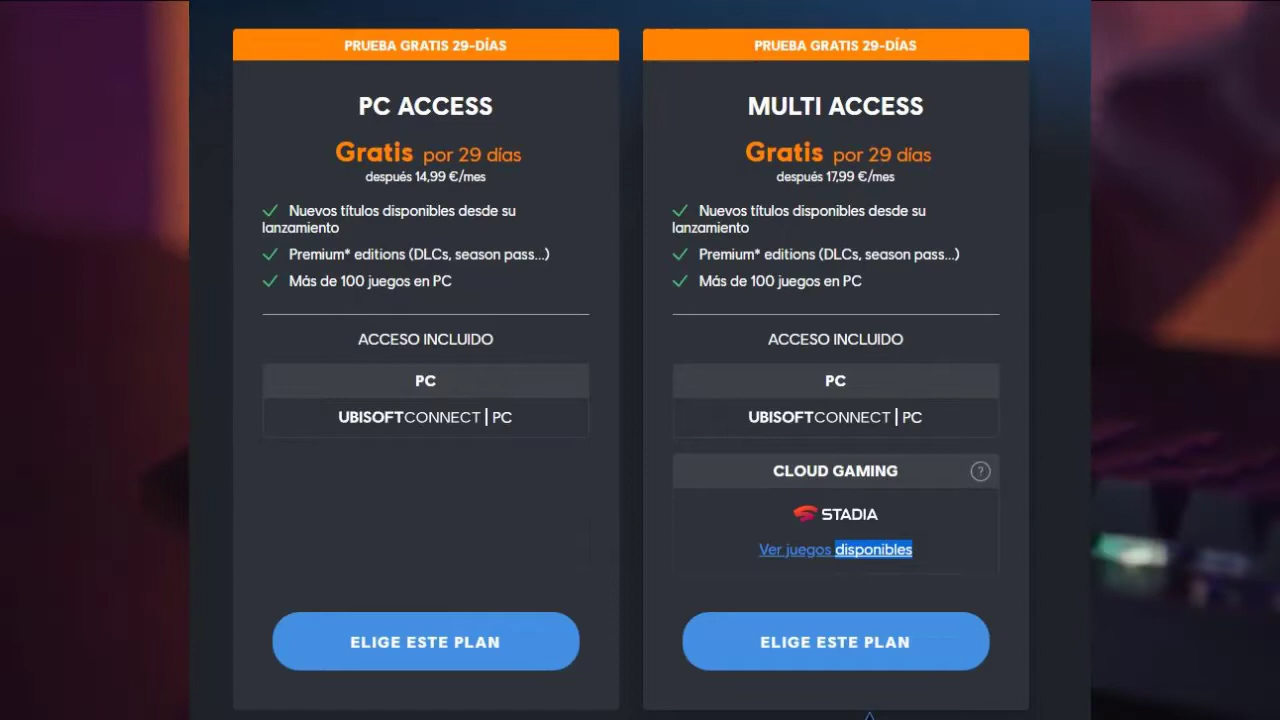 PRUEBA GRATIS 29-DÍAS
PC ACCESS
Gratis por 29 días
después 14,99 €/mes
Nuevos títulos disponibles desde su
lanzamiento
Premium* editions (DLCs, season pass...)
Más de 100 juegos en PC
ACCESO INCLUIDO
PC
UBISOFTCONNECT | PC
ELIGE ESTE PLAN
PRUEBA GRATIS 29-DÍAS
MULTI ACCESS
Gratis por 29 días
después 17,99 €/mes
Nuevos títulos disponibles desde su
lanzamiento
Premium* editions (DLCs, season pass...)
Más de 100 juegos en PC
ACCESO INCLUIDO
PC
UBISOFTCONNECT | PC
CLOUD GAMING ?
STADIA
Ver juegos disponibles
ELIGE ESTE PLAN